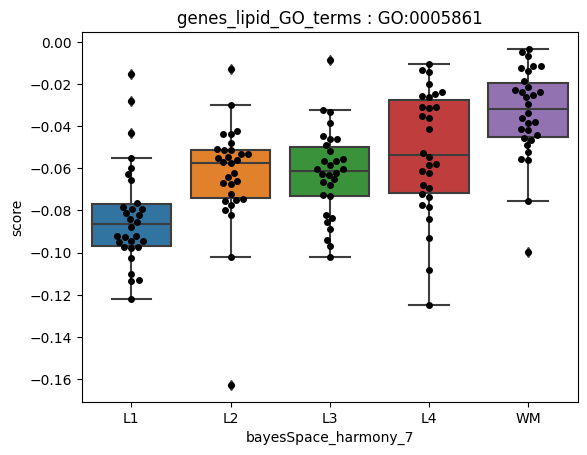 genes_lipid_GO_terms : GO:0005861
0.00
−0.02
−0.04
−0.06
−0.08
−0.10
−0.12
−0.14
−0.16
score
L1 L2 L3 L4 WM
bayesSpace_harmony_7